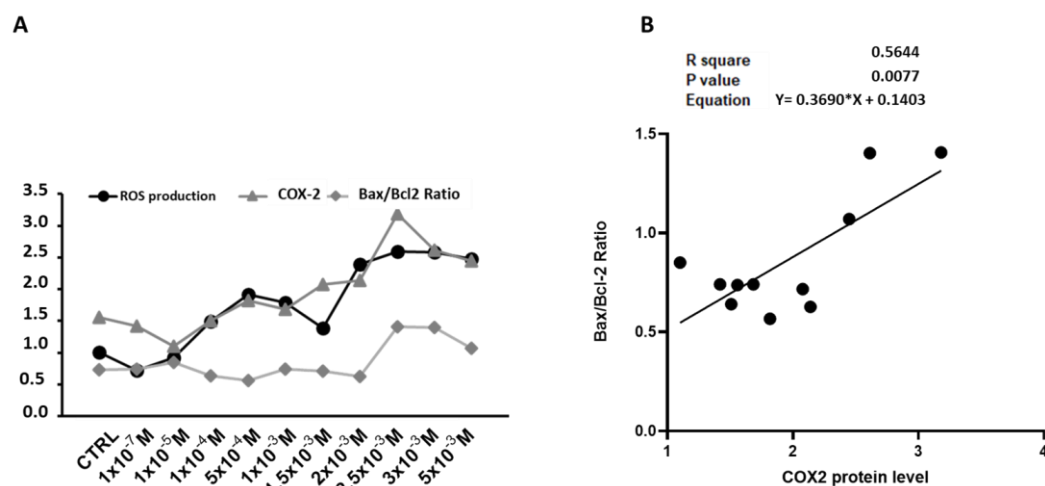 A
ROS production COX-2 Bax/Bcl2 Ratio
3.5
3.0
2.5
2.0
1.5
1.0
0.5
0.0
CTRL
1x10⁻⁷M
1x10⁻⁵M
1x10⁻⁴M
5x10⁻⁴M
1x10⁻³M
1.5x10⁻³M
2x10⁻³M
2.5x10⁻³M
3x10⁻³M
5x10⁻³M
B
R square 0.5644
P value 0.0077
Equation Y= 0.3690*X + 0.1403
Bax/Bcl-2 Ratio
1.5
1.0
0.5
0.0
1 2 3 4
COX2 protein level